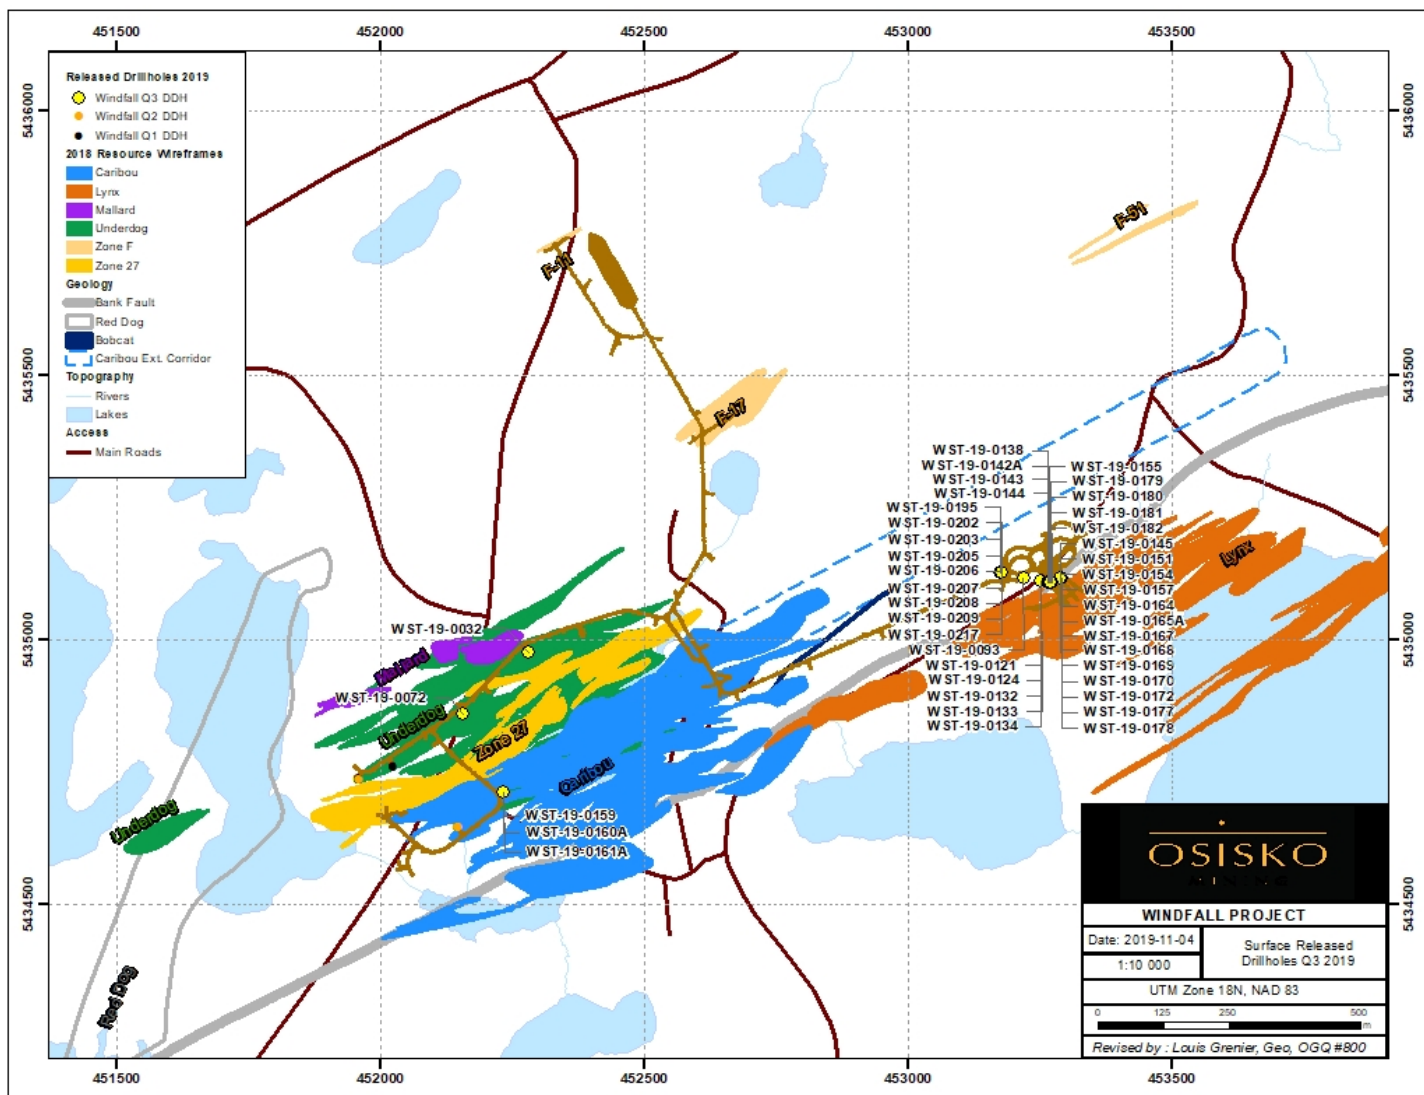 451500
452000
452500
453000
453500
5436000
5435500
5435000
5434500
5436000
5435500
5435000
5434500
Released Drillholes 2019
Windfall Q3 DDH
Windfall Q2 DDH
Windfall Q1 DDH
2018 Resource Wireframes
Caribou
Lynx
Mallard
Underdog
Zone F
Zone 27
Geology
Bank Fault
Red Dog
Bobcat
Caribou Ext. Corridor
Topography
Rivers
Lakes
Access
Main Roads
F-11
F-51
F-17
WST-19-0138
WST-19-0142A
WST-19-0143
WST-19-0144
WST-19-0195
WST-19-0202
WST-19-0203
WST-19-0205
WST-19-0206
WST-19-0207
WST-19-0208
WST-19-0209
WST-19-0217
WST-19-0093
WST-19-0121
WST-19-0124
WST-19-0132
WST-19-0133
WST-19-0134
WST-19-0155
WST-19-0179
WST-19-0180
WST-19-0181
WST-19-0182
WST-19-0145
WST-19-0151
WST-19-0154
WST-19-0157
WST-19-0164
WST-19-0165A
WST-19-0167
WST-19-0168
WST-19-0169
WST-19-0170
WST-19-0172
WST-19-0177
WST-19-0178
Lynx
WST-19-0032
Mallard
WST-19-0072
Underdog
Zone 27
Caribou
WST-19-0159
WST-19-0160A
WST-19-0161A
Underdog
Red Dog
OSISKO
MINING
WINDFALL PROJECT
Date: 2019-11-04
1:10 000
Surface Released
Drillholes Q3 2019
UTM Zone 18N, NAD 83
0 125 250 500
m
Revised by : Louis Grenier, Geo, OGQ #800
451500
452000
452500
453000
453500